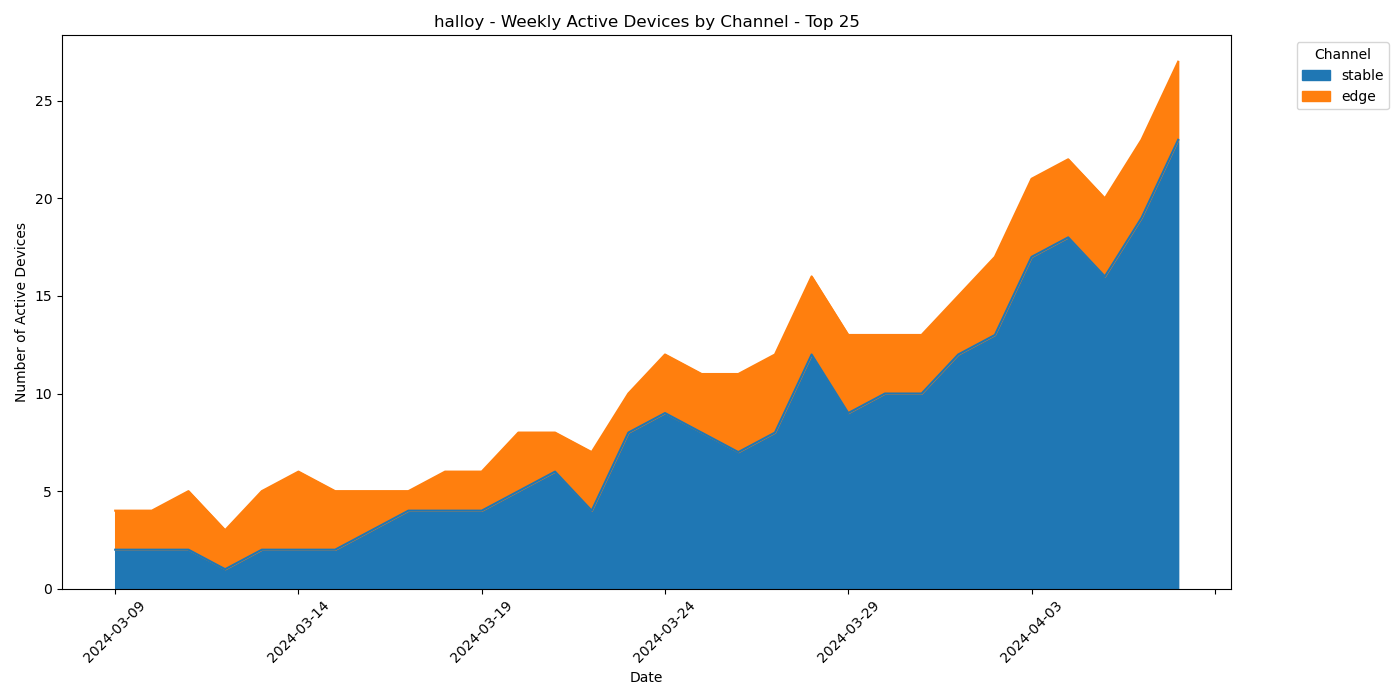 halloy - Weekly Active Devices by Channel - Top 25
Channel
stable
edge
Number of Active Devices
25
20
15
10
5
0
2024-03-09
2024-03-14
2024-03-19
2024-03-24
2024-03-29
2024-04-03
Date